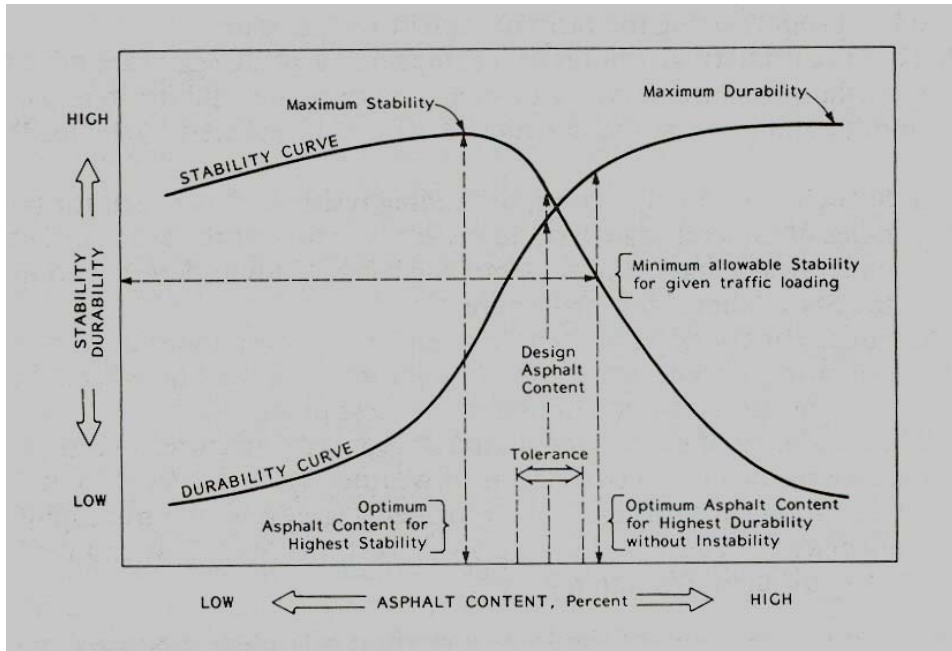 Maximum Stability
Maximum Durability
HIGH
STABILITY CURVE
STABILITY
DURABILITY
Minimum allowable Stability
for given traffic loading
Design
Asphalt
Content
Tolerance
DURABILITY CURVE
LOW
Optimum
Asphalt Content for
Highest Stability
Optimum Asphalt Content
for Highest Durability
without Instability
LOW
ASPHALT CONTENT, Percent
HIGH